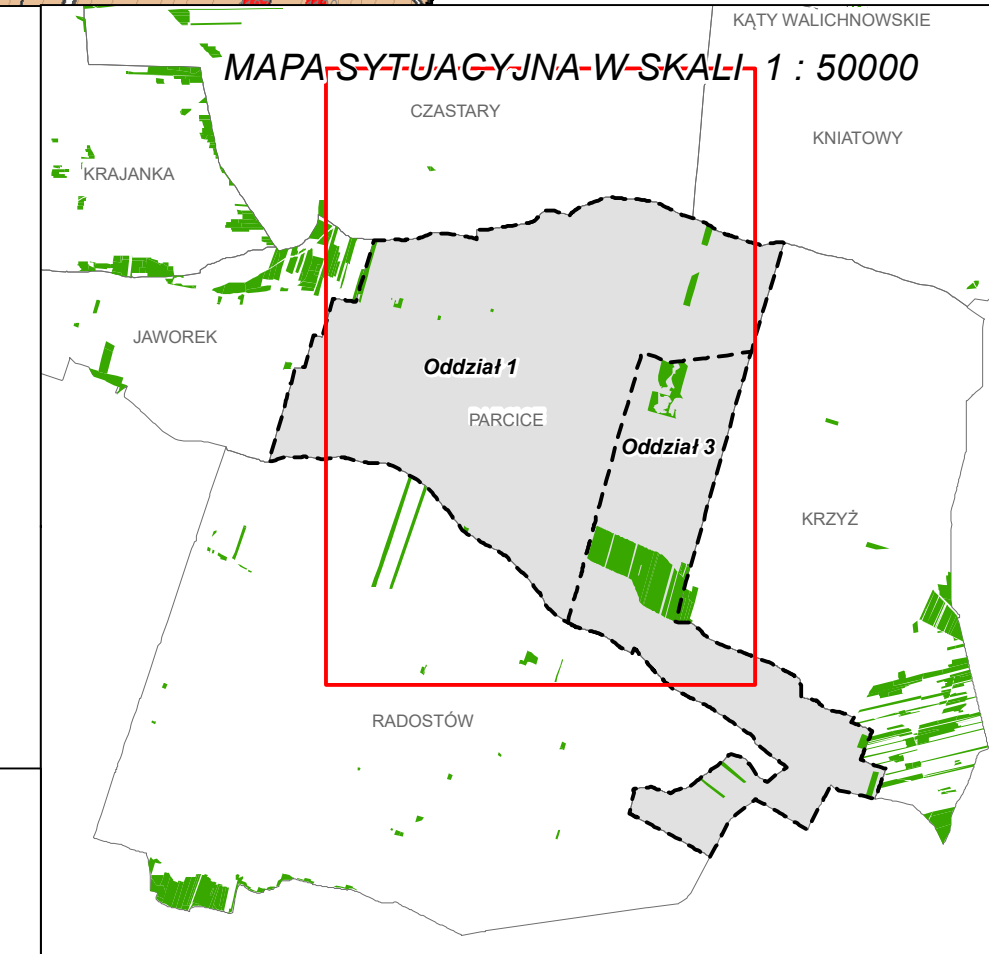 KĄTY WALICHNOWSKIE
MAPA SYTUACYJNA W SKALI 1 : 50000
CZASTARY
KNIATOWY
KRAJANKA
JAWOREK
Oddział 1
PARCICE
Oddział 3
KRZYŻ
RADOSTÓW